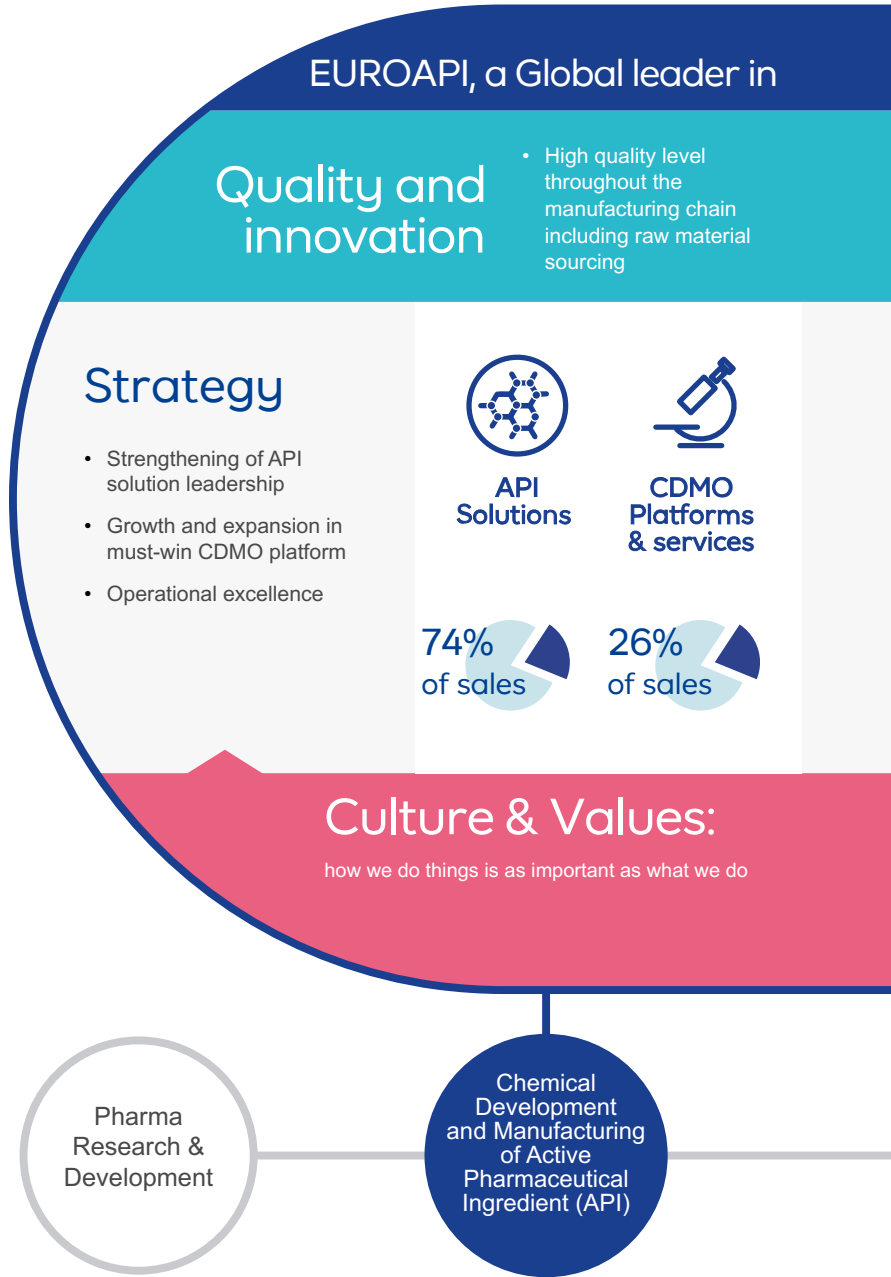 EUROAPI, a Global leader in
Quality and
innovation
• High quality level
throughout the
manufacturing chain
including raw material
sourcing
Strategy
• Strengthening of API
solution leadership
• Growth and expansion in
must-win CDMO platform
• Operational excellence
API
Solutions
CDMO
Platforms
& services
74%
of sales
26%
of sales
Culture & Values:
how we do things is as important as what we do
Pharma
Research &
Development
Chemical
Development
and Manufacturing
of Active
Pharmaceutical
Ingredient (API)